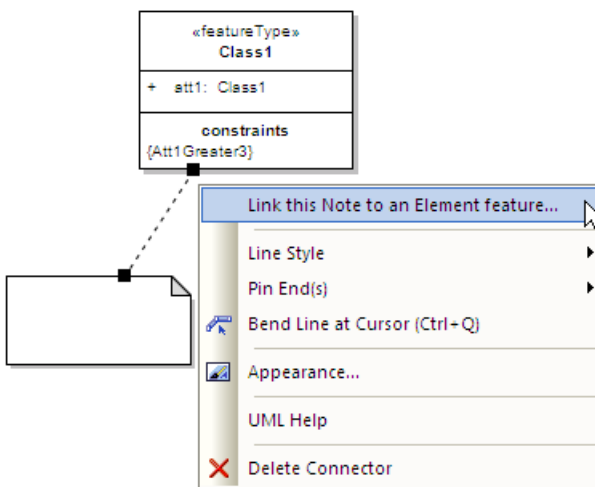 «featureType»
Class1
+ att1: Class1
constraints
{Att1Greater3}
Link this Note to an Element feature...
Line Style
Pin End(s)
Bend Line at Cursor (Ctrl+Q)
Appearance...
UML Help
Delete Connector